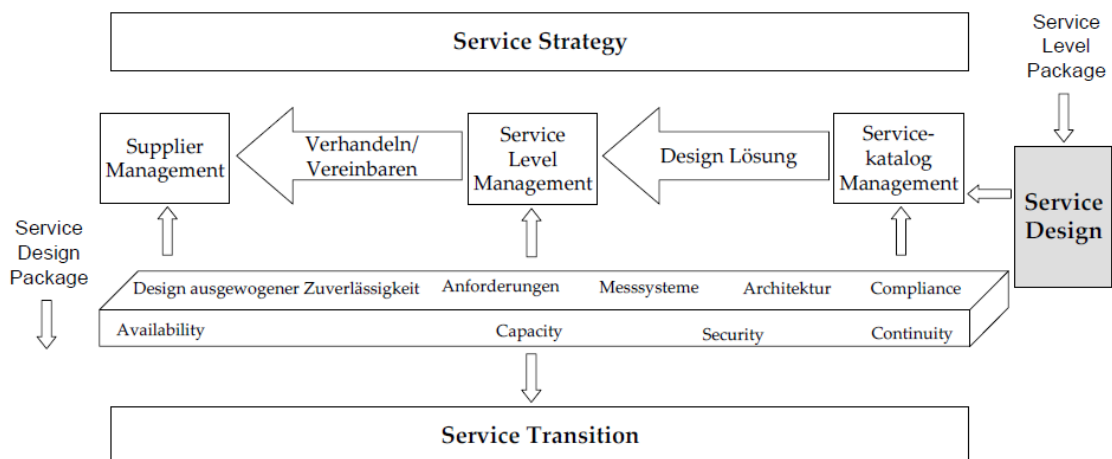 Service Strategy
Service
Level
Package
Supplier
Management
Verhandeln/
Vereinbaren
Service
Level
Management
Design Lösung
Service-
katalog
Management
Service
Design
Service
Design
Package
Design ausgewogener Zuverlässigkeit
Anforderungen
Messsysteme
Architektur
Compliance
Availability
Capacity
Security
Continuity
Service Transition